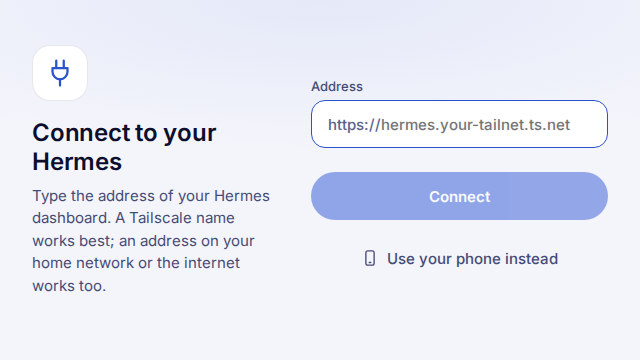 Connect to your
Hermes
Type the address of your Hermes
dashboard. A Tailscale name
works best; an address on your
home network or the internet
works too.
Address
https://hermes.your-tailnet.ts.net
Connect
Use your phone instead